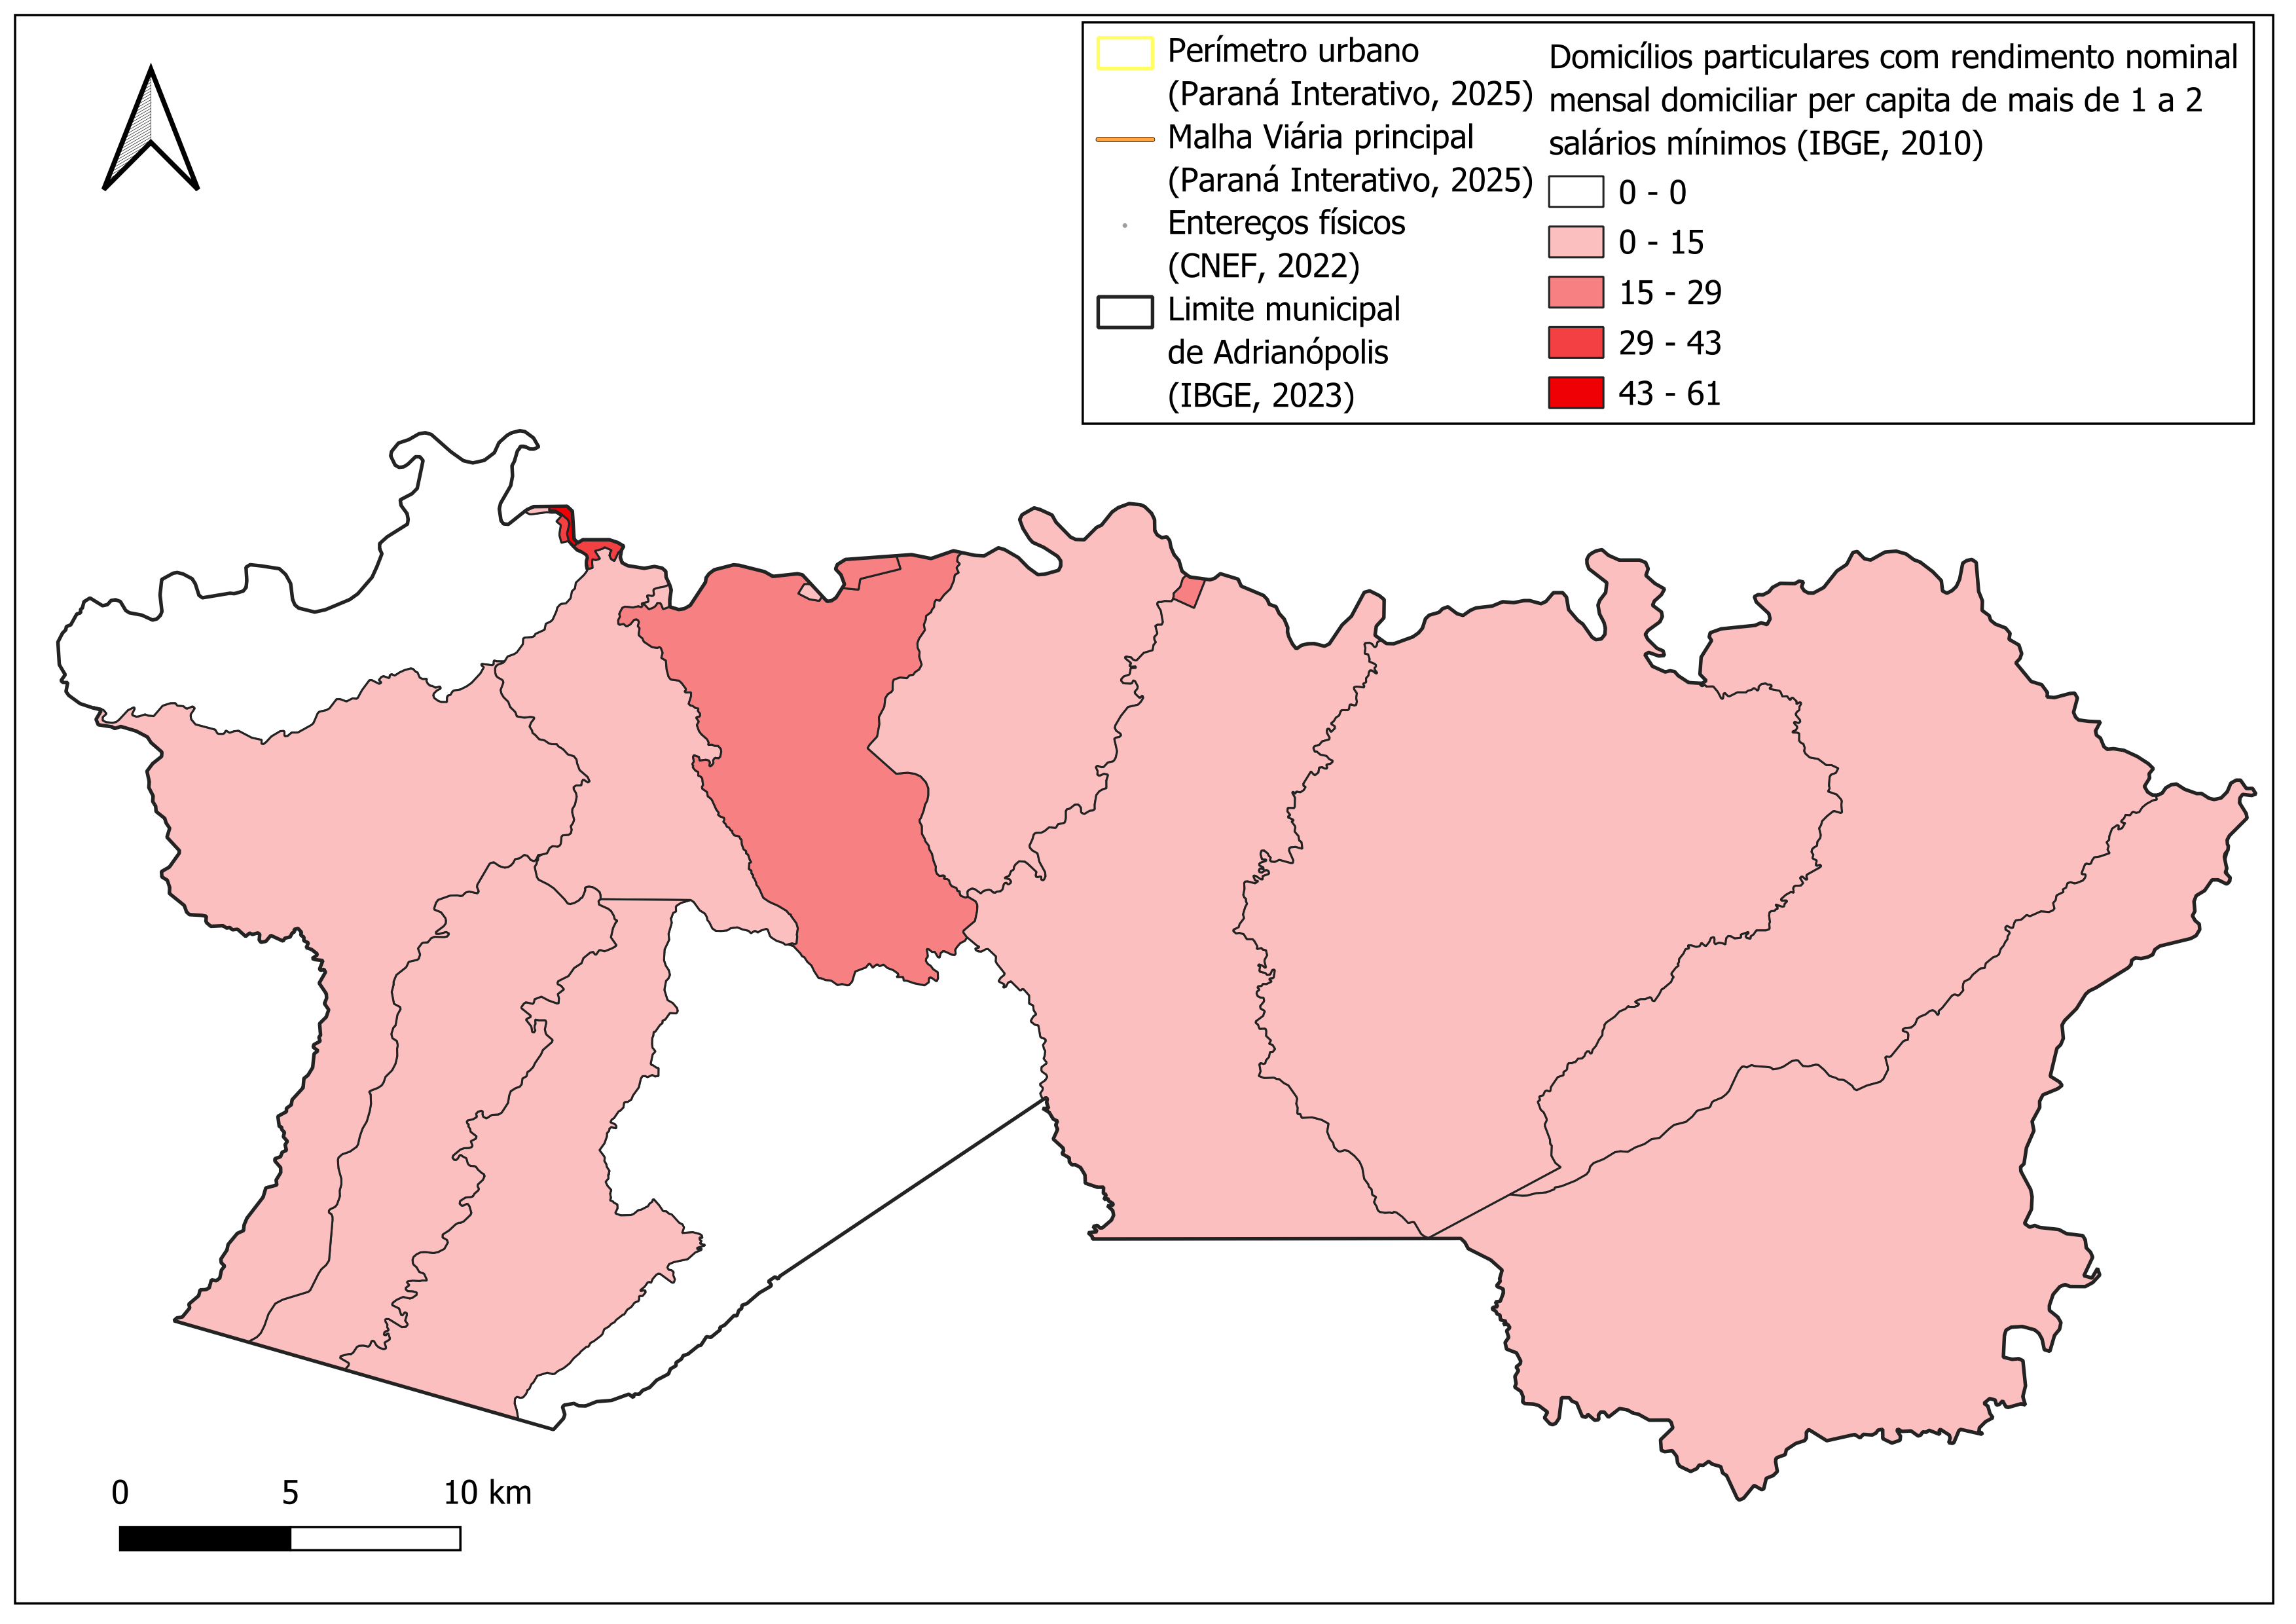 Perímetro urbano
(Paraná Interativo, 2025)
Malha Viária principal
(Paraná Interativo, 2025)
Entereços físicos
(CNEF, 2022)
Limite municipal
de Adrianópolis
(IBGE, 2023)
Domicílios particulares com rendimento nominal
mensal domiciliar per capita de mais de 1 a 2
salários mínimos (IBGE, 2010)
0 - 0
0 - 15
15 - 29
29 - 43
43 - 61
0 5 10 km